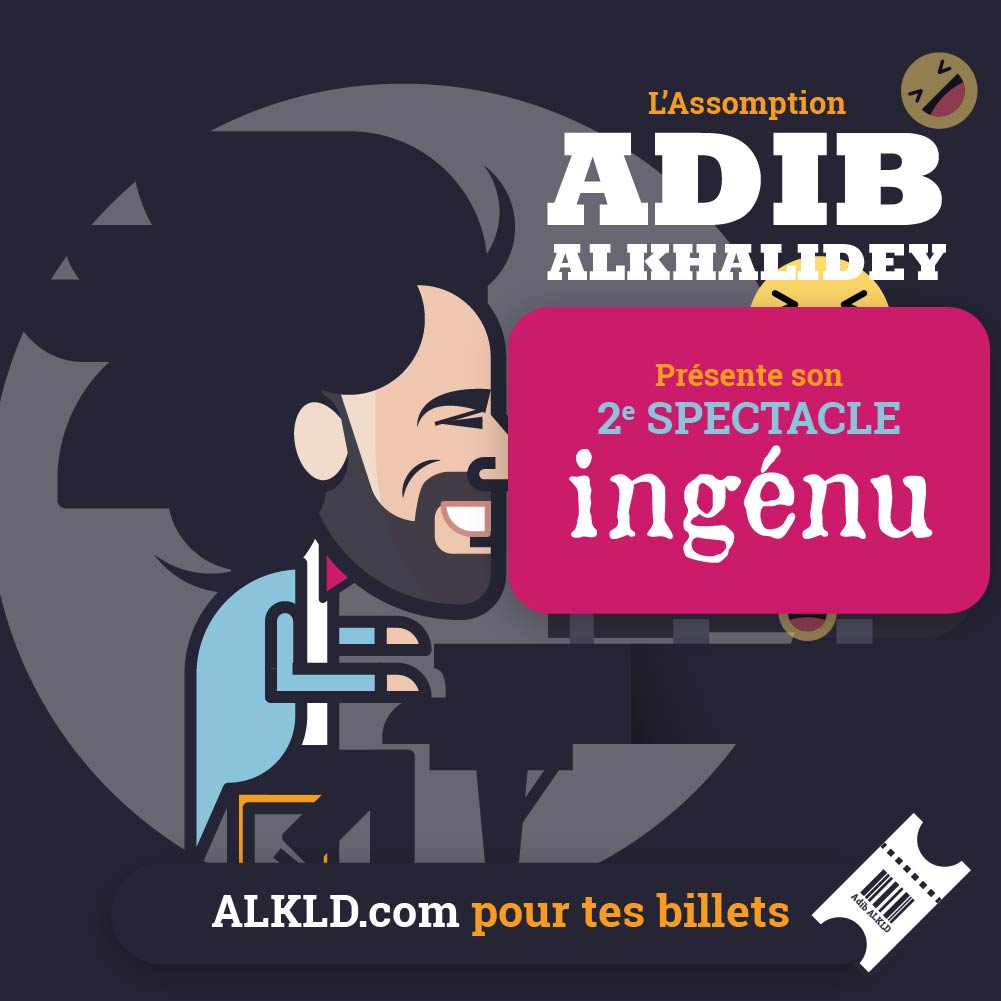 L'Assomption
ADIB
ALKHALIDEY
Présente son
2e SPECTACLE
ingénu
ALKLD.com pour tes billets
Adib ALKLD